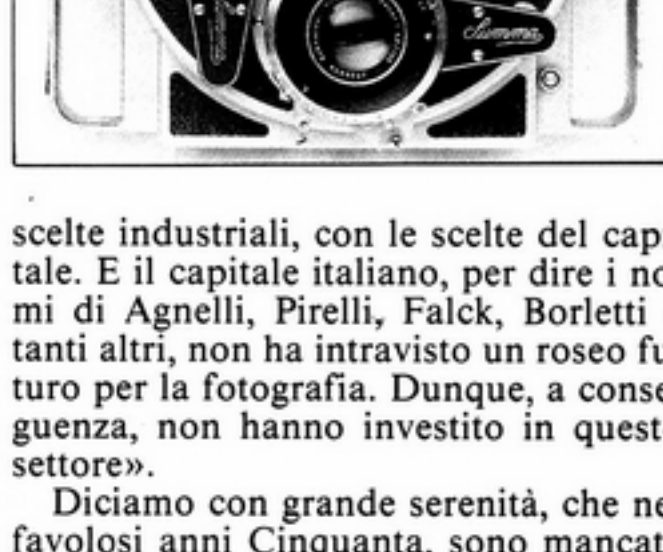 Summa
scelte industriali, con le scelte del cap
tale. E il capitale italiano, per dire i no
mi di Agnelli, Pirelli, Falck, Borletti
tanti altri, non ha intravisto un roseo fu
turo per la fotografia. Dunque, a conse
guenza, non hanno investito in quest
settore».
Diciamo con grande serenità, che ne
favolosi anni Cinquanta, sono mancat